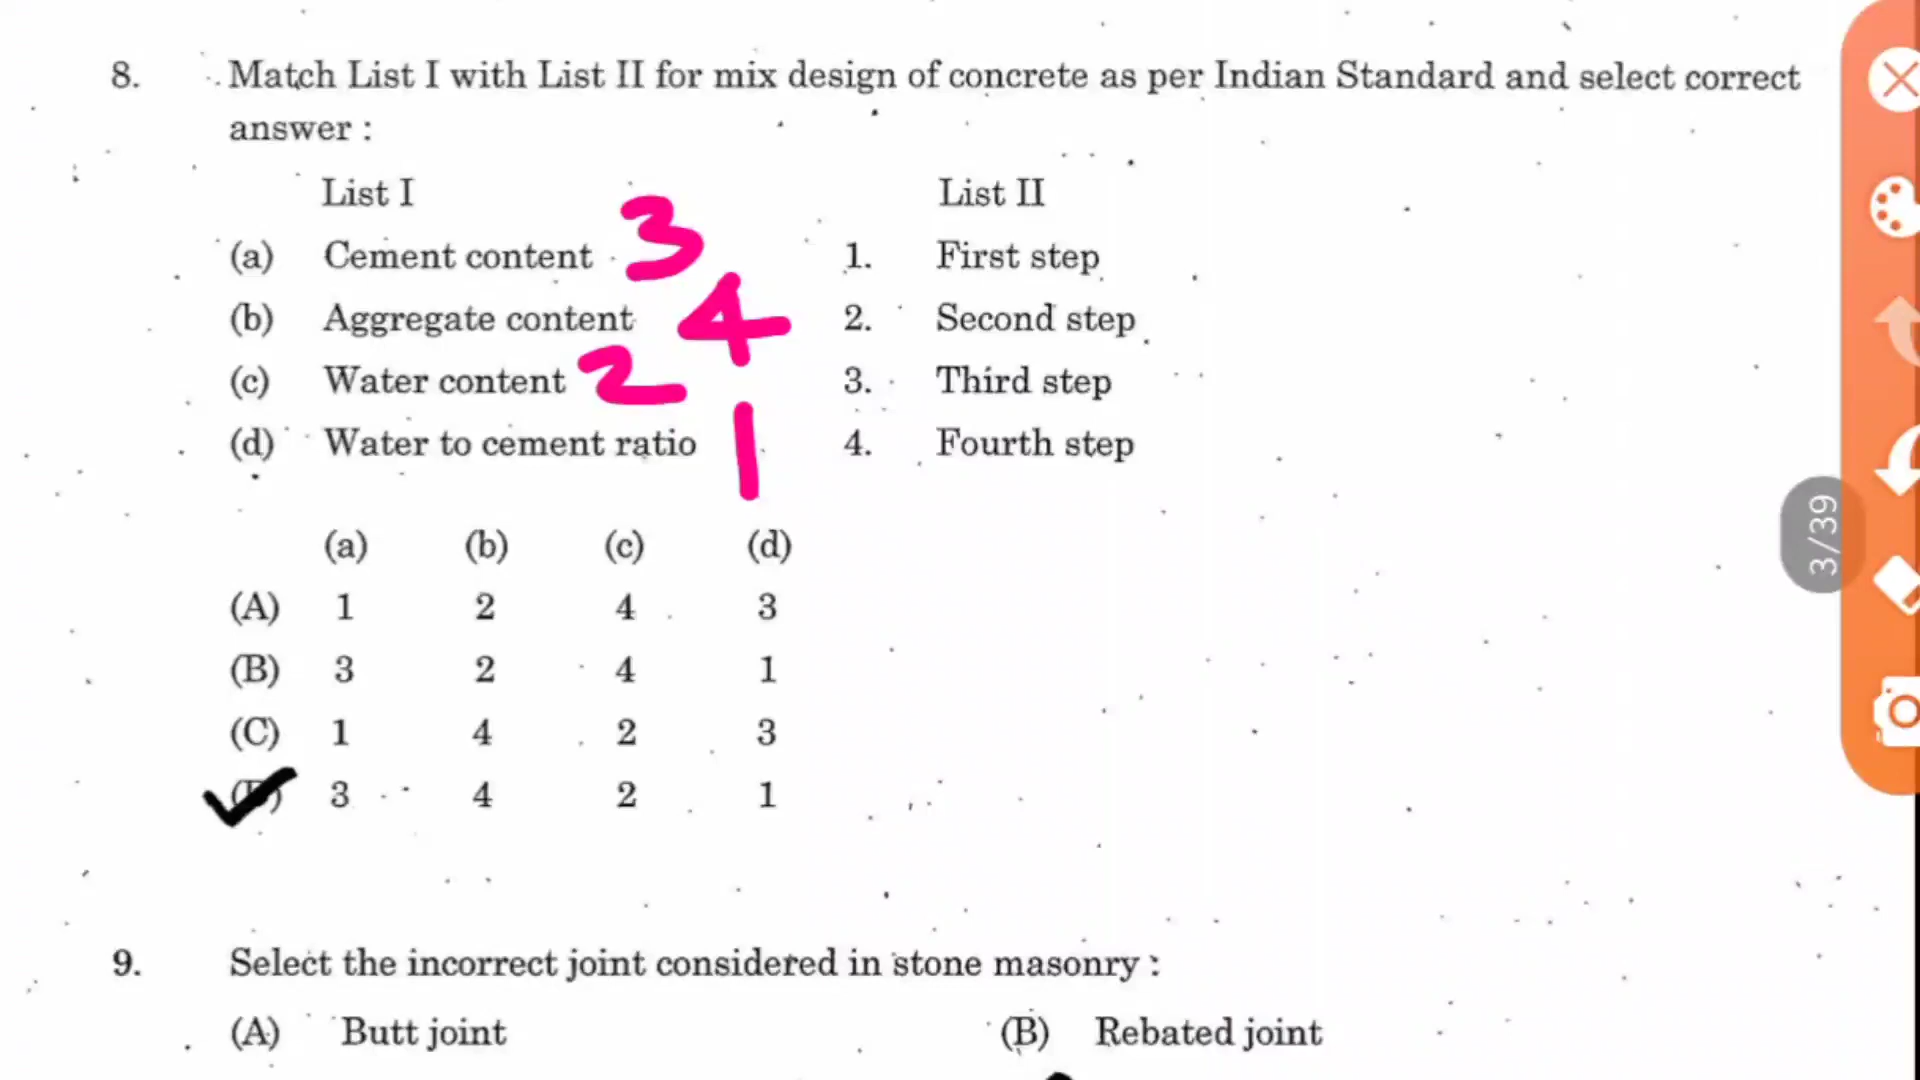 8. Match List I with List II for mix design of concrete as per Indian Standard and select correct
answer :
List I List II
(a) Cement content 3 1. First step
(b) Aggregate content 4 2. Second step
(c) Water content 2 3. Third step
(d) Water to cement ratio 1 4. Fourth step
(a) (b) (c) (d)
(A) 1 2 4 3
(B) 3 2 4 1
(C) 1 4 2 3
(D) 3 4 2 1
9. Select the incorrect joint considered in stone masonry :
(A) Butt joint (B) Rebated joint
3/39